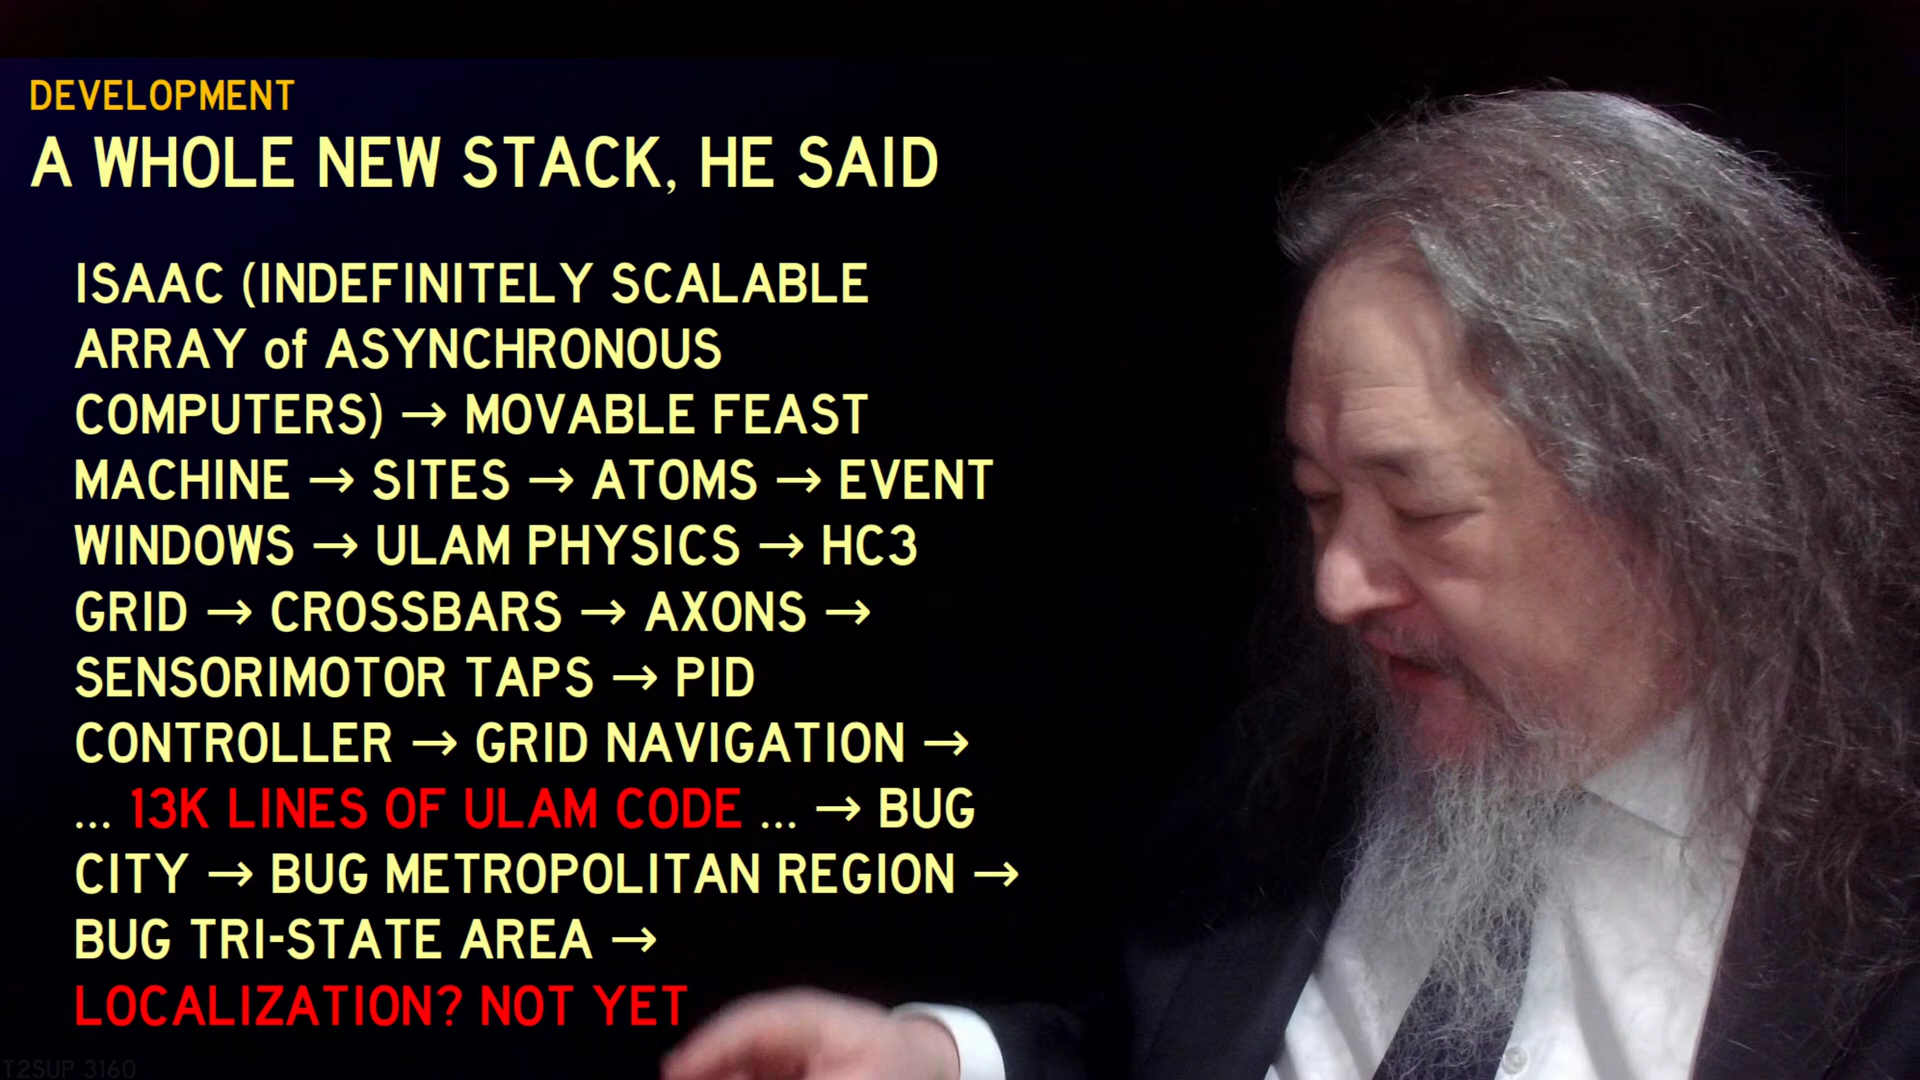 DEVELOPMENT
A WHOLE NEW STACK, HE SAID
ISAAC (INDEFINITELY SCALABLE
ARRAY of ASYNCHRONOUS
COMPUTERS) → MOVABLE FEAST
MACHINE → SITES → ATOMS → EVENT
WINDOWS → ULAM PHYSICS → HC3
GRID → CROSSBARS → AXONS →
SENSORIMOTOR TAPS → PID
CONTROLLER → GRID NAVIGATION →
... 13K LINES OF ULAM CODE ... → BUG
CITY → BUG METROPOLITAN REGION →
BUG TRI-STATE AREA →
LOCALIZATION? NOT YET
T2SUP 3160